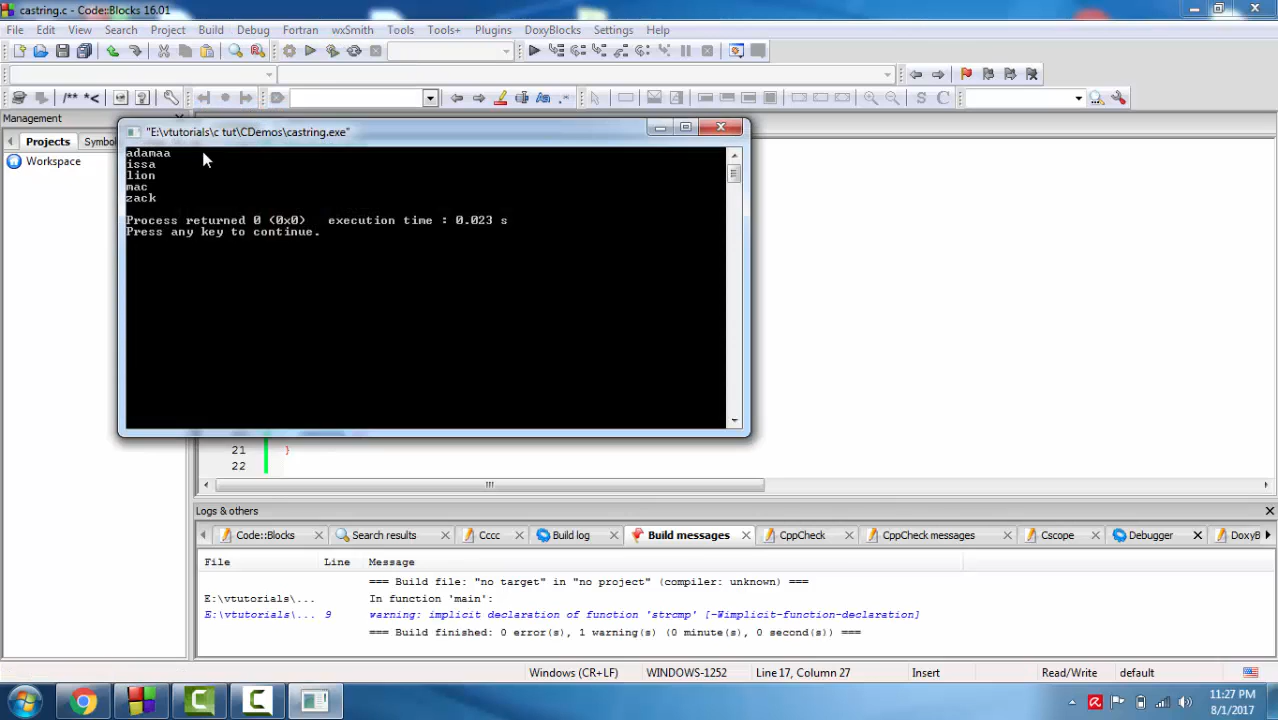 castring.c - Code::Blocks 16.01
File Edit View Search Project Build Debug Fortran wxSmith Tools Tools+ Plugins DoxyBlocks Settings Help
/** *<
S C
Management
Projects Symbol
Workspace
"E:\vtutorials\c tut\CDemos\castring.exe"
adamaa
issa
lion
mac
zack
Process returned 0 (0x0) execution time : 0.023 s
Press any key to continue.
21 }
22
Logs & others
Code::Blocks Search results Cccc Build log Build messages CppCheck CppCheck messages Cscope Debugger DoxyB
File Line Message
=== Build file: "no target" in "no project" (compiler: unknown) ===
E:\vtutorials\... In function 'main':
E:\vtutorials\... 9 warning: implicit declaration of function 'strcmp' [-Wimplicit-function-declaration]
=== Build finished: 0 error(s), 1 warning(s) (0 minute(s), 0 second(s)) ===
Windows (CR+LF) WINDOWS-1252 Line 17, Column 27 Insert Read/Write default
11:27 PM
8/1/2017